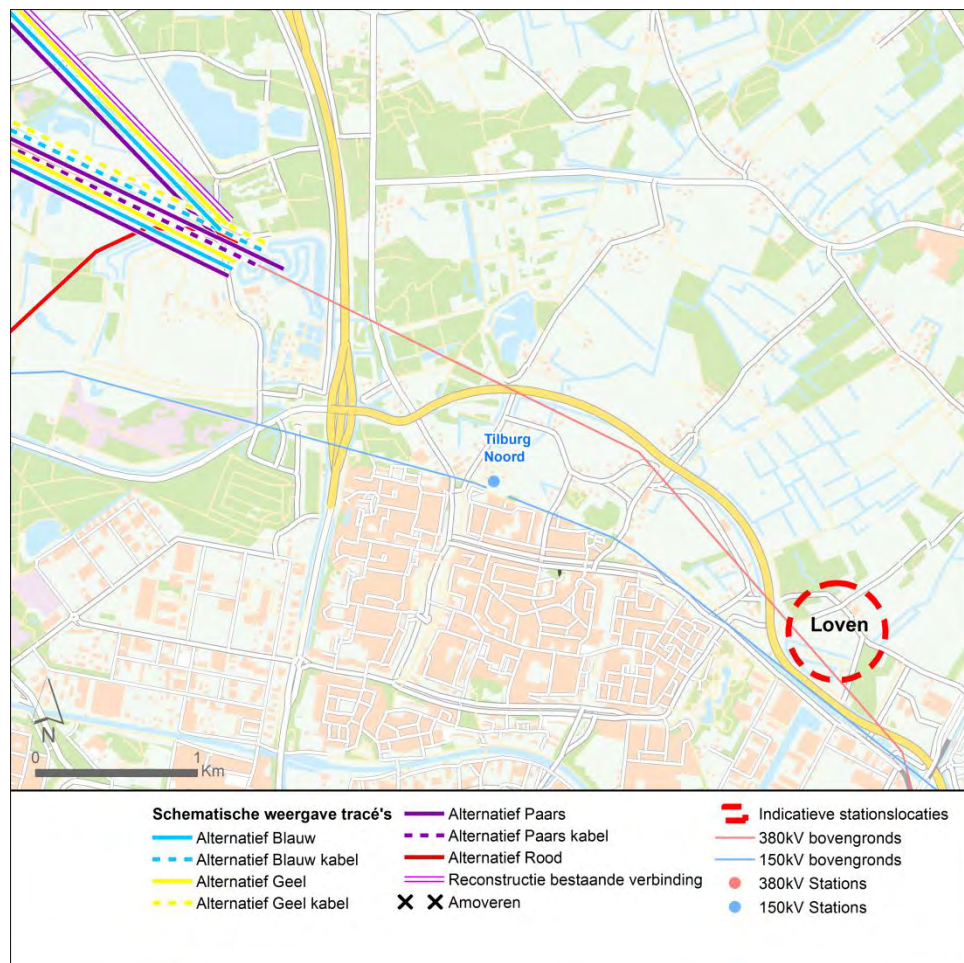 Tilburg
Noord
Loven
N
0 1
Km
Schematische weergave tracé's
Alternatief Blauw
Alternatief Blauw kabel
Alternatief Geel
Alternatief Geel kabel
Alternatief Paars
Alternatief Paars kabel
Alternatief Rood
Reconstructie bestaande verbinding
Amoveren
Indicatieve stationslocaties
380kV bovengronds
150kV bovengronds
380kV Stations
150kV Stations